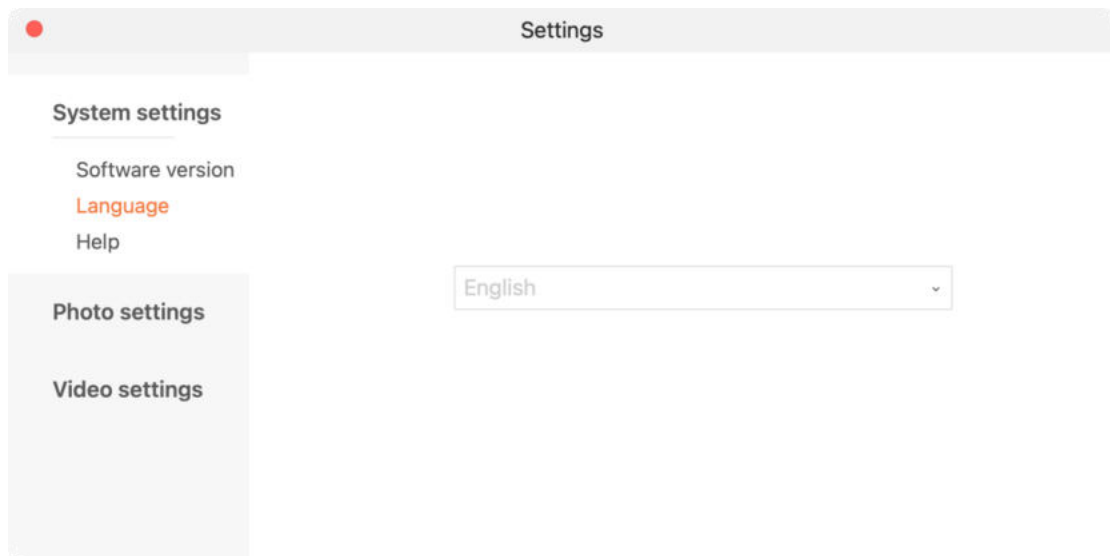 Settings
System settings
Software version
Language
Help
Photo settings
Video settings
English